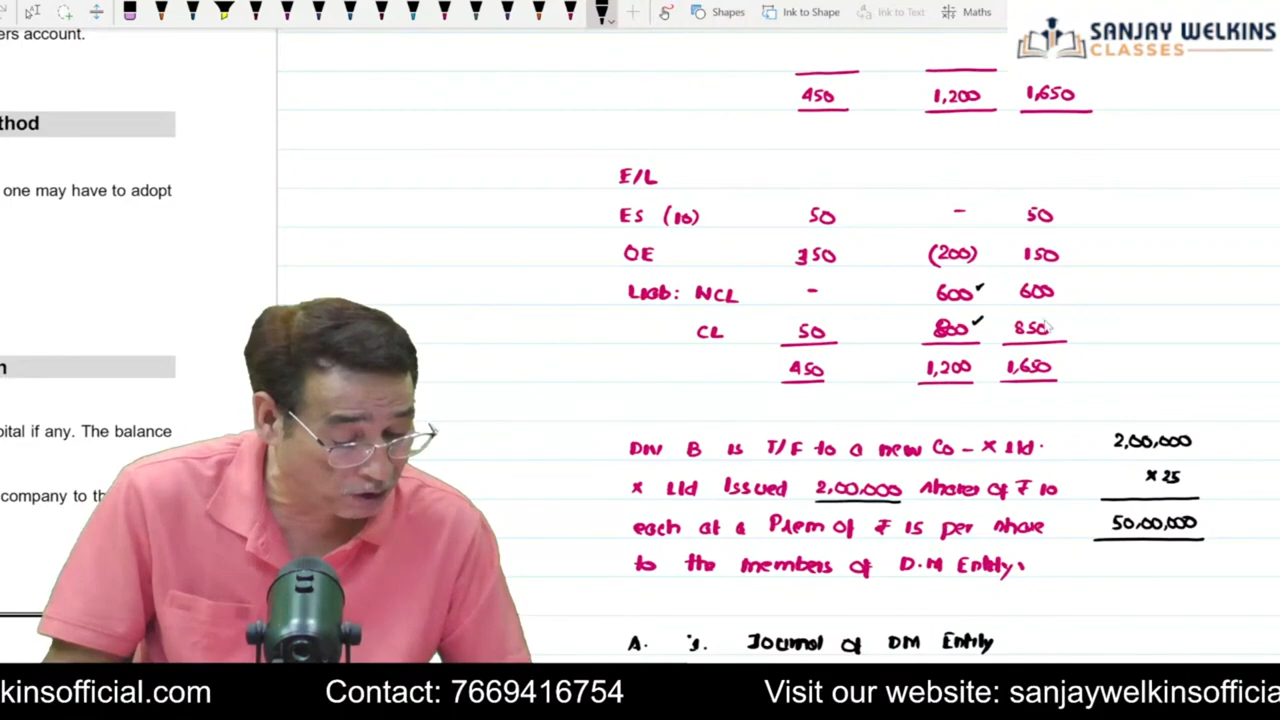 Shapes Ink to Shape Ink to Text Maths
SANJAY WELKINS
CLASSES
ers account.
thod
one may have to adopt
n
pital if any. The balance
company to th
450 1,200 1,650
E/L
ES (10) 50 - 50
OE 350 (200) 150
Liab: NCL - 600 ✓ 600
CL 50 800 ✓ 850
450 1,200 1,650
Div B is T/F to a new Co - X Ltd. 2,00,000
X Ltd Issued 2,00,000 shares of ₹ 10 × 25
each at a Prem of ₹ 15 per share 50,00,000
to the members of D.M Entity.
A. is. Journal of DM Entity
lkinsofficial.com Contact: 7669416754 Visit our website: sanjaywelkinsofficia